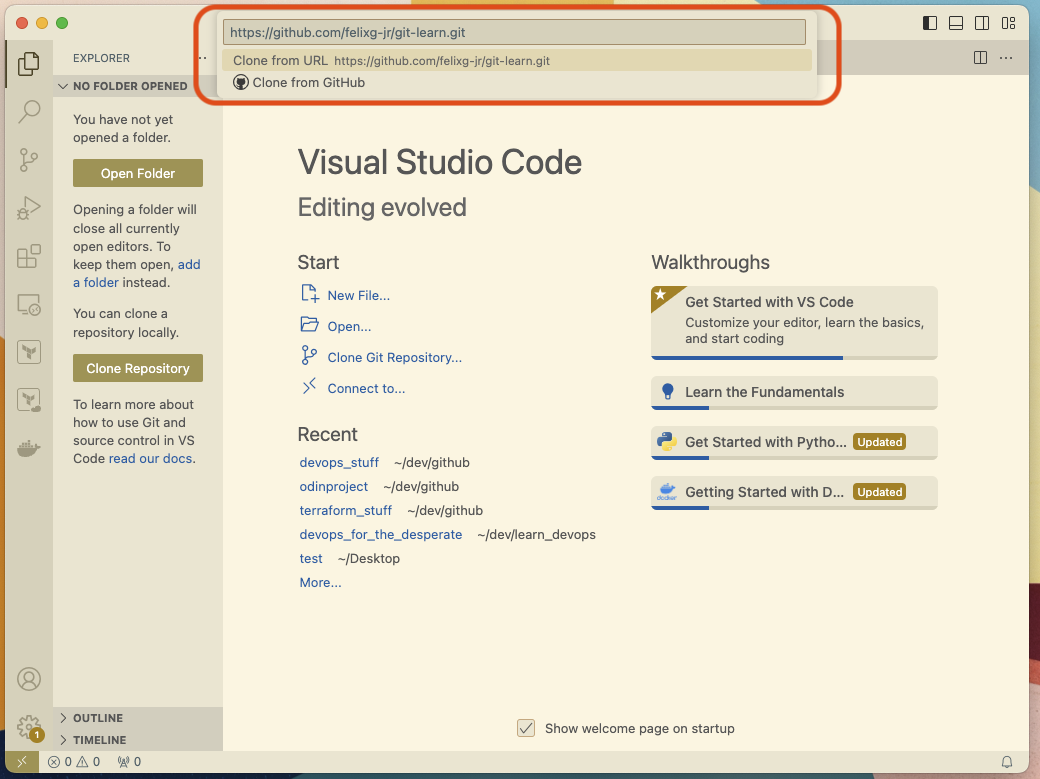 https://github.com/felixg-jr/git-learn.git
Clone from URL https://github.com/felixg-jr/git-learn.git
Clone from GitHub
EXPLORER
NO FOLDER OPENED
You have not yet
opened a folder.
Open Folder
Opening a folder will
close all currently
open editors. To
keep them open, add
a folder instead.
You can clone a
repository locally.
Clone Repository
To learn more about
how to use Git and
source control in VS
Code read our docs.
OUTLINE
TIMELINE
Visual Studio Code
Editing evolved
Start
New File...
Open...
Clone Git Repository...
Connect to...
Recent
devops_stuff ~/dev/github
odinproject ~/dev/github
terraform_stuff ~/dev/github
devops_for_the_desperate ~/dev/learn_devops
test ~/Desktop
More...
Walkthroughs
Get Started with VS Code
Customize your editor, learn the basics,
and start coding
Learn the Fundamentals
Get Started with Pytho... Updated
docker
Getting Started with D... Updated
Show welcome page on startup
1
0 0 0